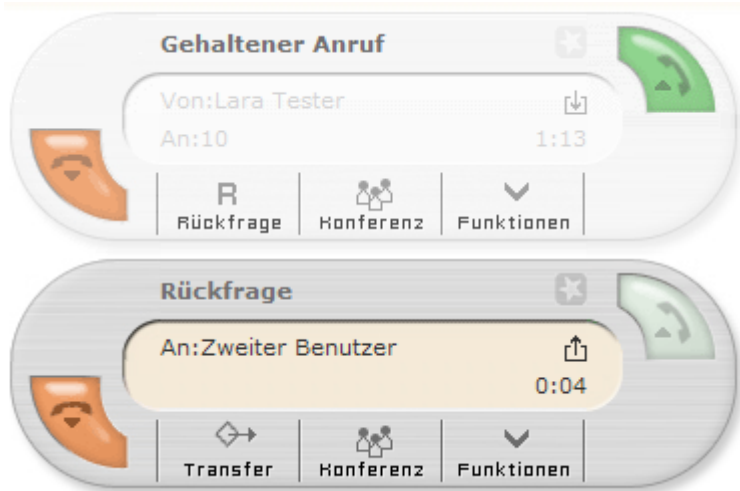 Gehaltener Anruf
Von:Lara Tester
An:10 1:13
R
Rückfrage Konferenz Funktionen
Rückfrage
An:Zweiter Benutzer
0:04
Transfer Konferenz Funktionen